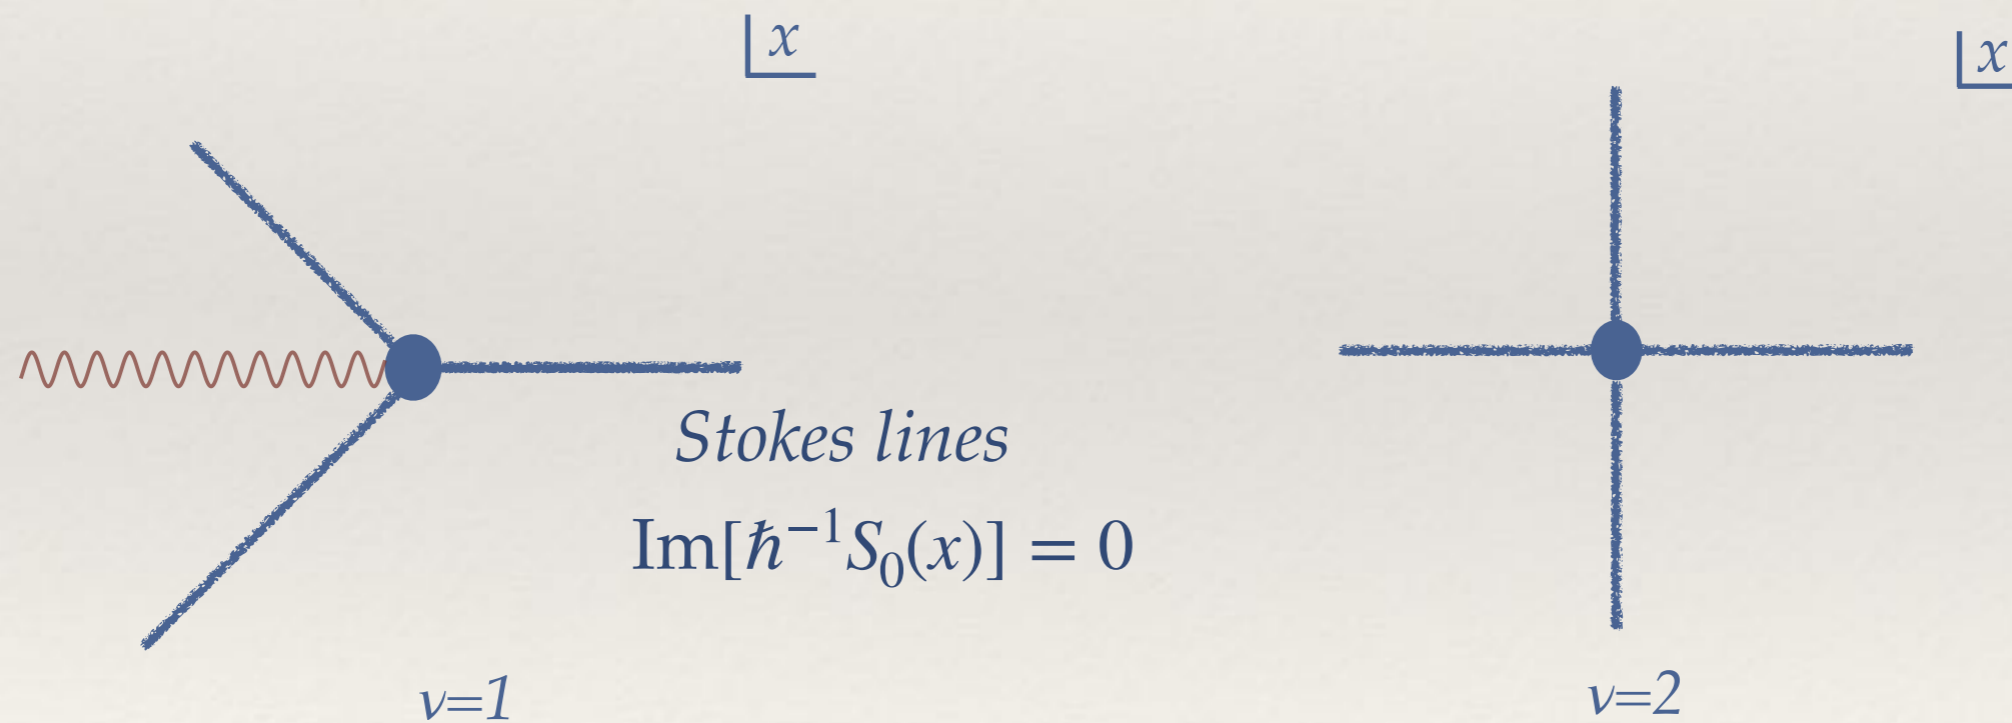 x
x
Stokes lines
Im[ℏ⁻¹S₀(x)] = 0
ν=1
ν=2